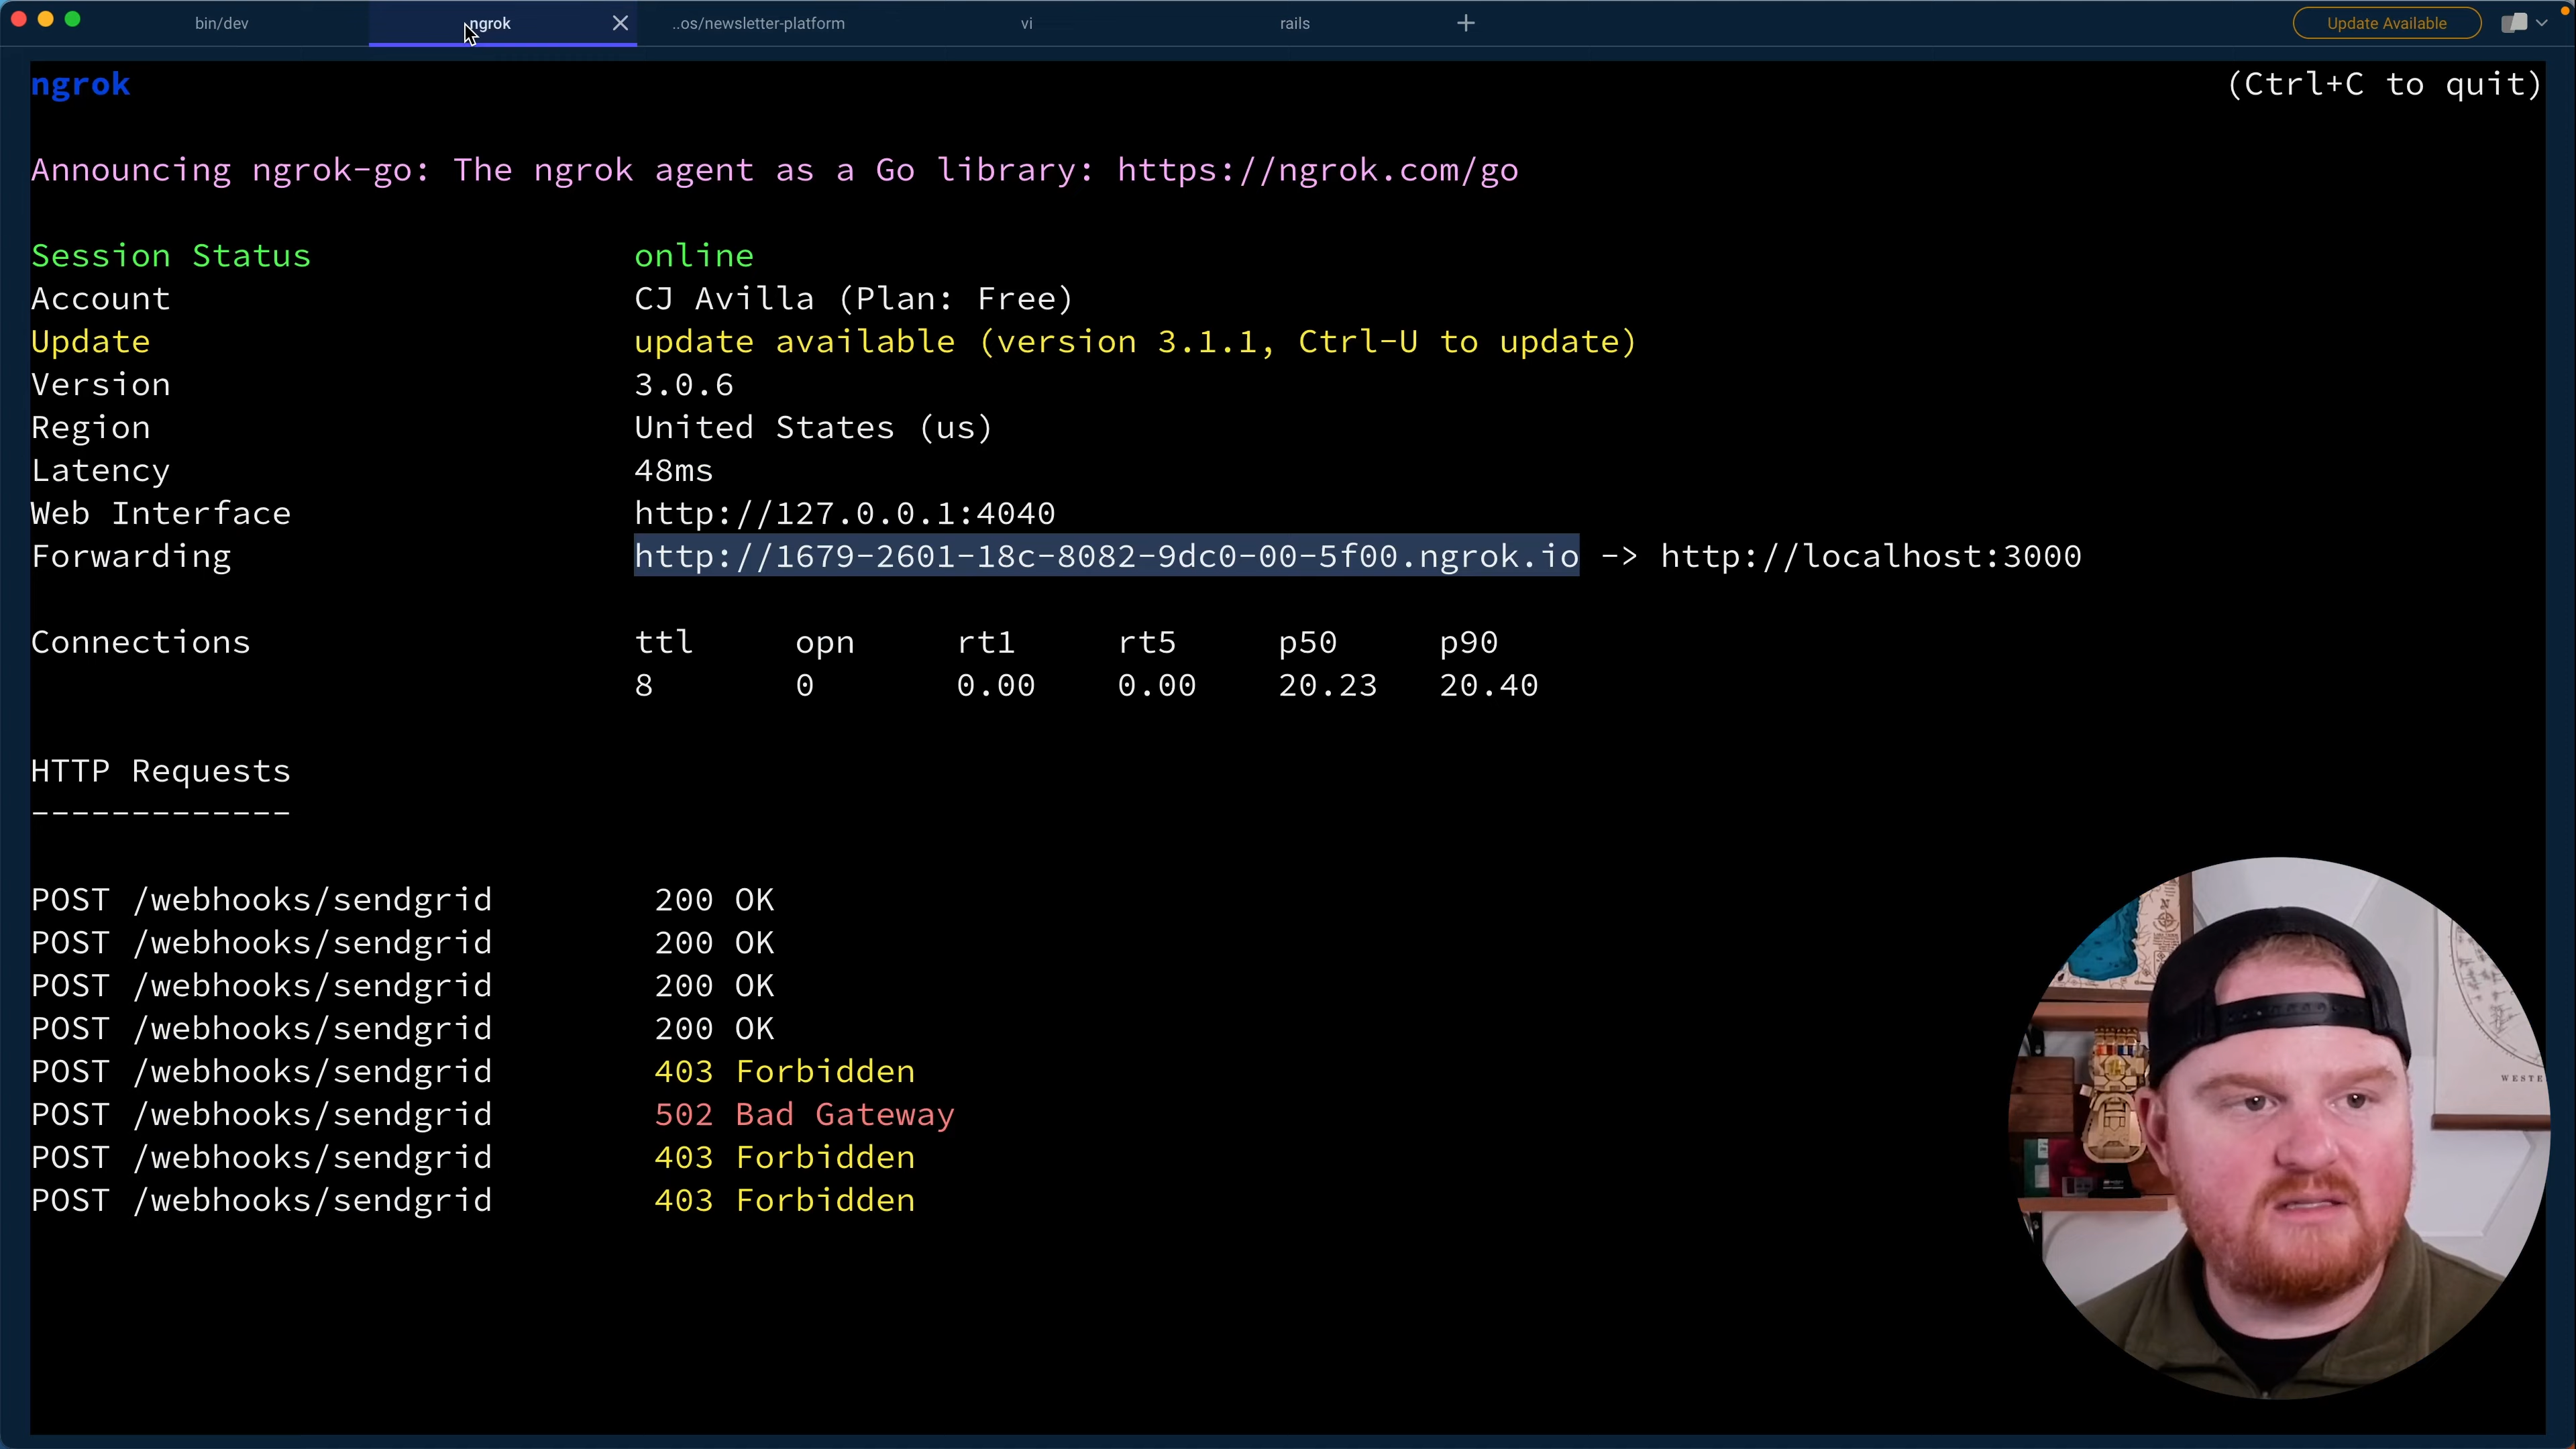 bin/dev
ngrok
..os/newsletter-platform
vi
rails
Update Available
ngrok (Ctrl+C to quit)
Announcing ngrok-go: The ngrok agent as a Go library: https://ngrok.com/go
Session Status online
Account CJ Avilla (Plan: Free)
Update update available (version 3.1.1, Ctrl-U to update)
Version 3.0.6
Region United States (us)
Latency 48ms
Web Interface http://127.0.0.1:4040
Forwarding http://1679-2601-18c-8082-9dc0-00-5f00.ngrok.io -> http://localhost:3000
Connections ttl opn rt1 rt5 p50 p90
8 0 0.00 0.00 20.23 20.40
HTTP Requests
-------------
POST /webhooks/sendgrid 200 OK
POST /webhooks/sendgrid 200 OK
POST /webhooks/sendgrid 200 OK
POST /webhooks/sendgrid 200 OK
POST /webhooks/sendgrid 403 Forbidden
POST /webhooks/sendgrid 502 Bad Gateway
POST /webhooks/sendgrid 403 Forbidden
POST /webhooks/sendgrid 403 Forbidden
WESTE